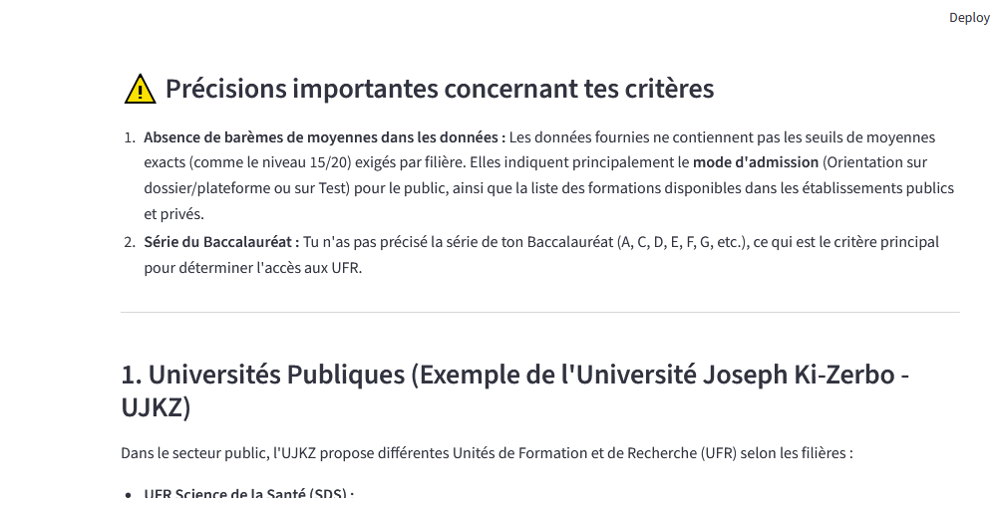 Deploy
Précisions importantes concernant tes critères
1. Absence de barèmes de moyennes dans les données : Les données fournies ne contiennent pas les seuils de moyennes
exacts (comme le niveau 15/20) exigés par filière. Elles indiquent principalement le mode d'admission (Orientation sur
dossier/plateforme ou sur Test) pour le public, ainsi que la liste des formations disponibles dans les établissements publics
et privés.
2. Série du Baccalauréat : Tu n'as pas précisé la série de ton Baccalauréat (A, C, D, E, F, G, etc.), ce qui est le critère principal
pour déterminer l'accès aux UFR.
1. Universités Publiques (Exemple de l'Université Joseph Ki-Zerbo -
UJKZ)
Dans le secteur public, l'UJKZ propose différentes Unités de Formation et de Recherche (UFR) selon les filières :
• UFR Science de la Santé (SDS) :